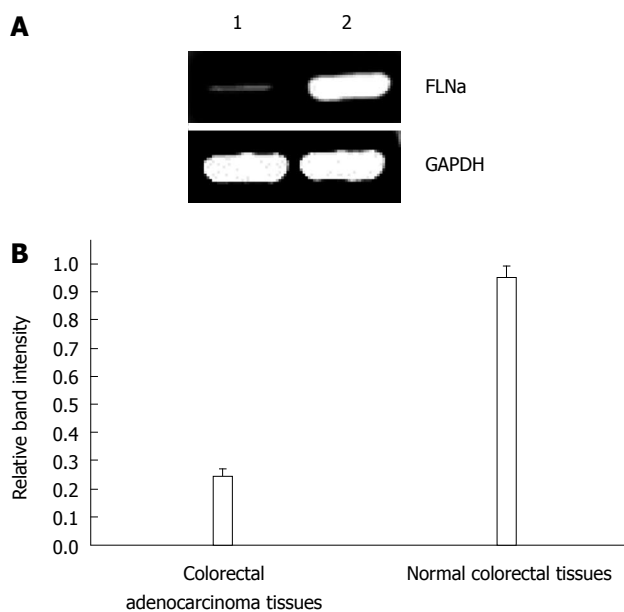 A
1 2
FLNa
GAPDH
B
1.0
0.9
0.8
0.7
0.6
0.5
0.4
0.3
0.2
0.1
0.0
Relative band intensity
Colorectal
adenocarcinoma tissues
Normal colorectal tissues